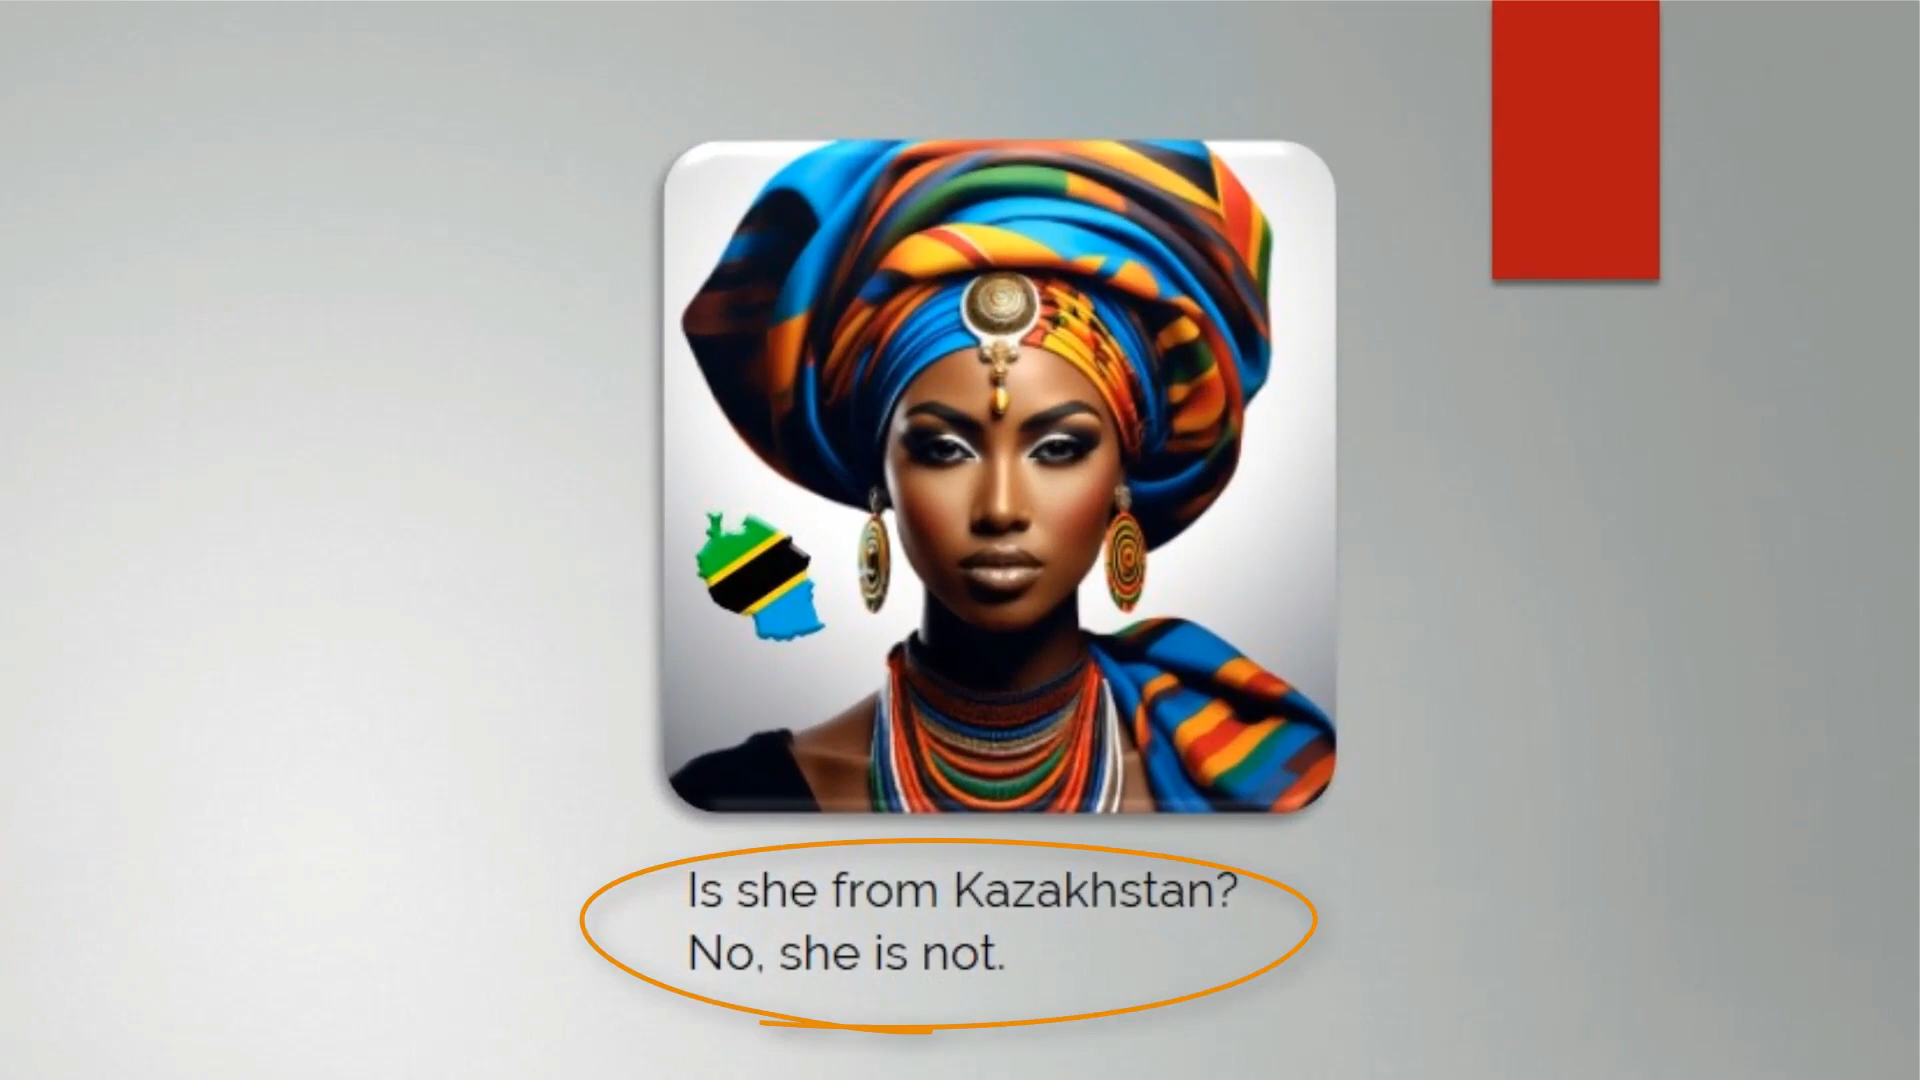 Is she from Kazakhstan?
No, she is not.